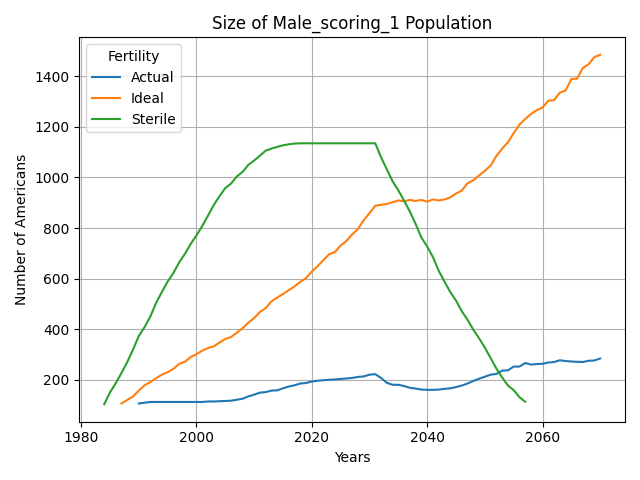 Size of Male_scoring_1 Population
Number of Americans
1400
1200
1000
800
600
400
200
Fertility
Actual
Ideal
Sterile
1980
2000
2020
2040
2060
Years